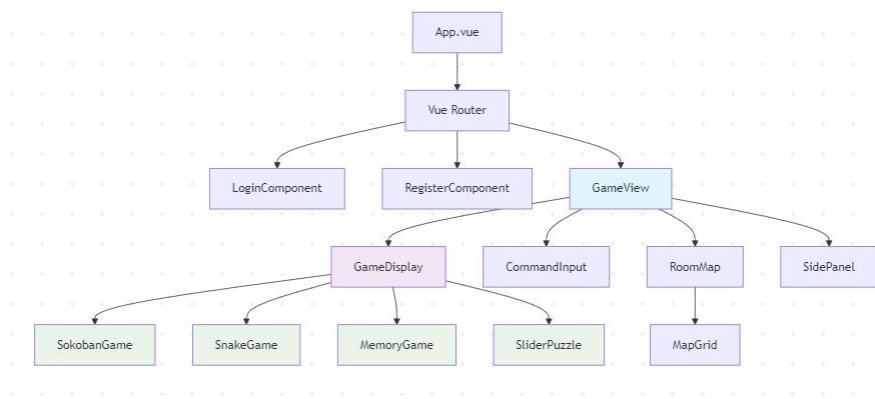 App.vue
Vue Router
LoginComponent
RegisterComponent
GameView
GameDisplay
CommandInput
RoomMap
SidePanel
SokobanGame
SnakeGame
MemoryGame
SliderPuzzle
MapGrid